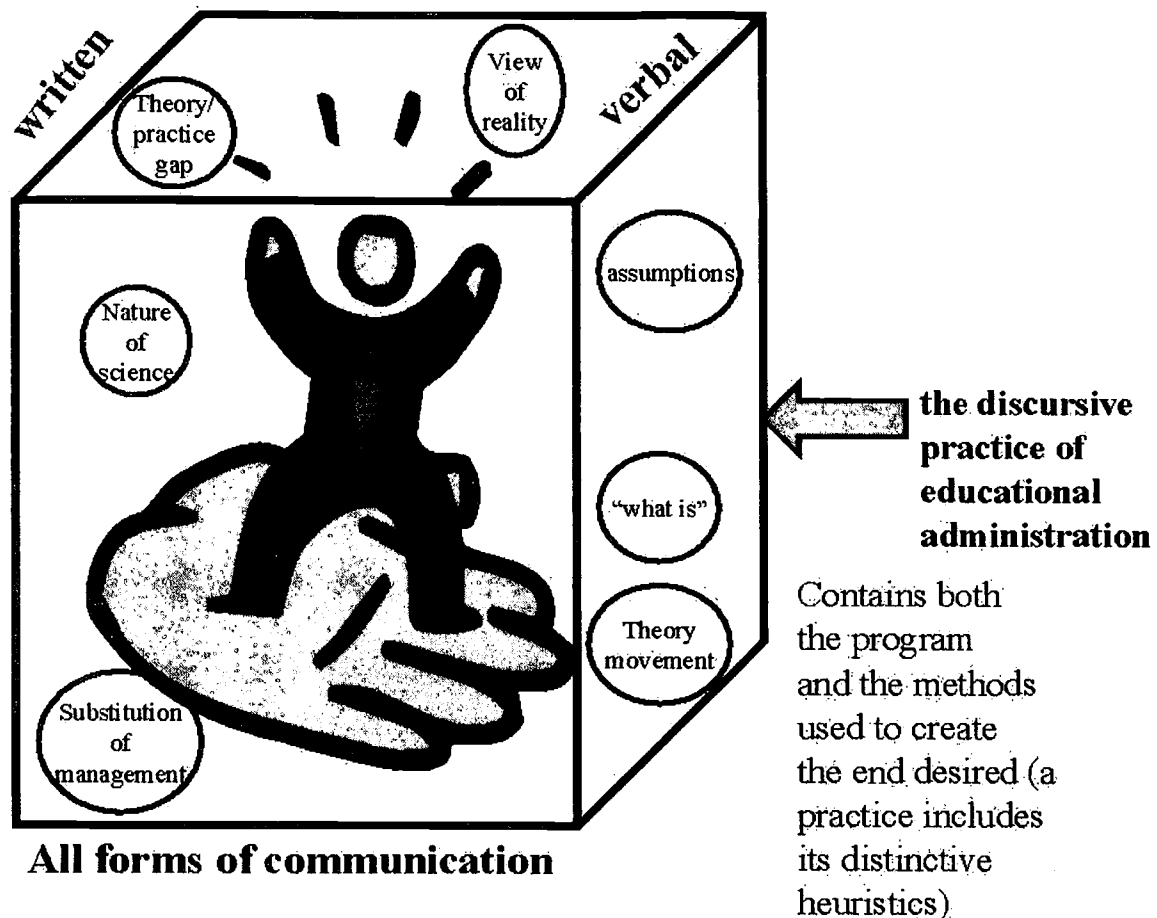 written
verbal
Theory/
practice
gap
View
of
reality
assumptions
Nature
of
science
"what is"
Theory
movement
Substitution
of
management
All forms of communication
the discursive
practice of
educational
administration
Contains both
the program
and the methods
used to create
the end desired (a
practice includes
its distinctive
heuristics)